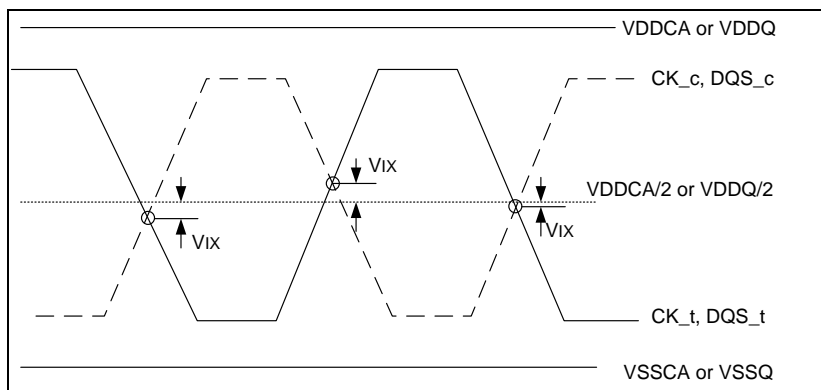 VDDCA or VDDQ
CK_c, DQS_c
VIX
VDDCA/2 or VDDQ/2
VIX
VIX
CK_t, DQS_t
VSSCA or VSSQ